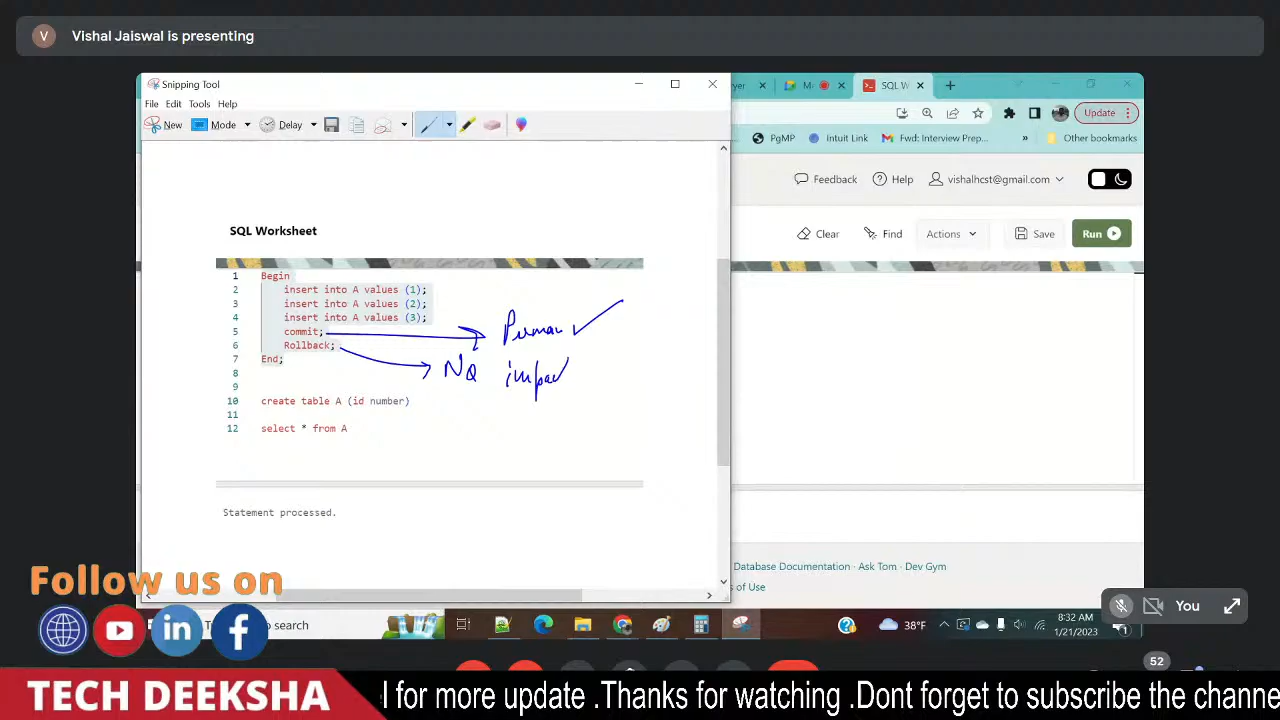 V Vishal Jaiswal is presenting
Snipping Tool
File Edit Tools Help
New Mode Delay
SQL W
Update
PgMP Intuit Link Fwd: Interview Prep... » Other bookmarks
Feedback Help vishalhcst@gmail.com
Clear Find Actions Save Run
SQL Worksheet
1 Begin
2 insert into A values (1);
3 insert into A values (2);
4 insert into A values (3);
5 commit;
6 Rollback;
7 End;
8
9
10 create table A (id number)
11
12 select * from A
Perman
No impac
Statement processed.
Database Documentation · Ask Tom · Dev Gym
s of Use
Follow us on
search
38°F
8:32 AM
1/21/2023
1
You
52
TECH DEEKSHA
l for more update .Thanks for watching .Dont forget to subscribe the channe